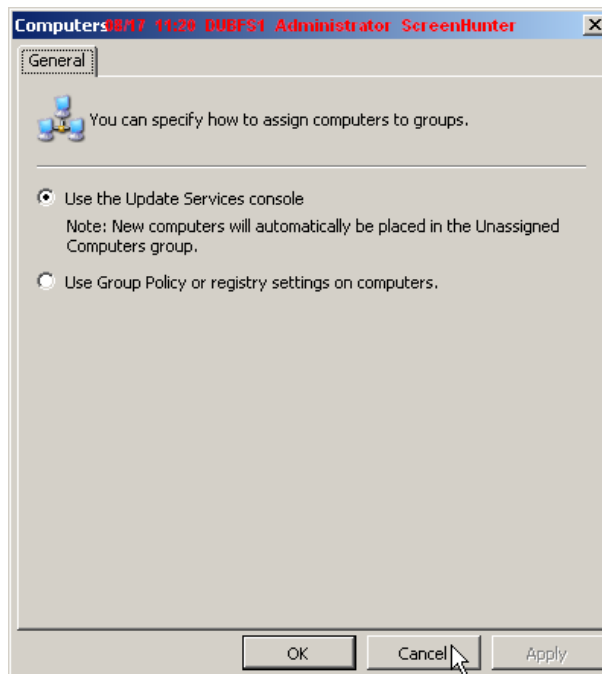 Computers 08/17 11:20 DUBFS1 Administrator ScreenHunter
General
You can specify how to assign computers to groups.
Use the Update Services console
Note: New computers will automatically be placed in the Unassigned
Computers group.
Use Group Policy or registry settings on computers.
OK Cancel Apply